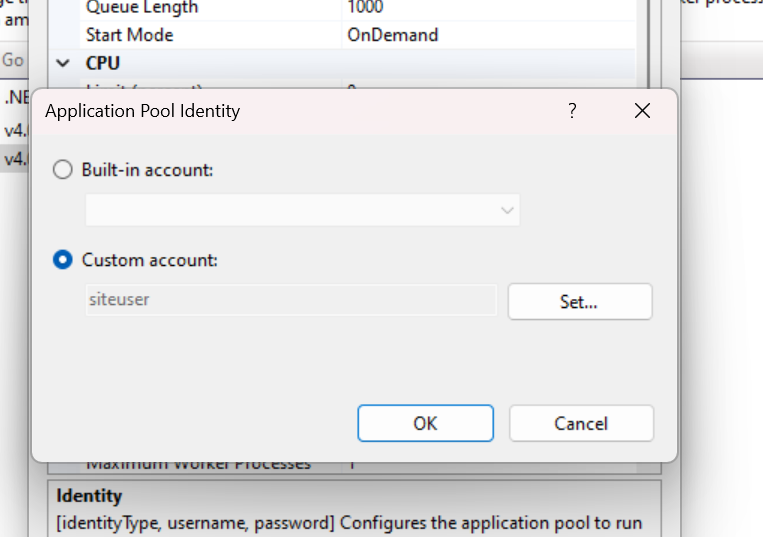 Queue Length 1000
Start Mode OnDemand
CPU
Go
.NE
v4.
v4.
Application Pool Identity ? 
Built-in account:
Custom account:
siteuser Set...
OK Cancel
Maximum Worker Processes 1
Identity
[identityType, username, password] Configures the application pool to run